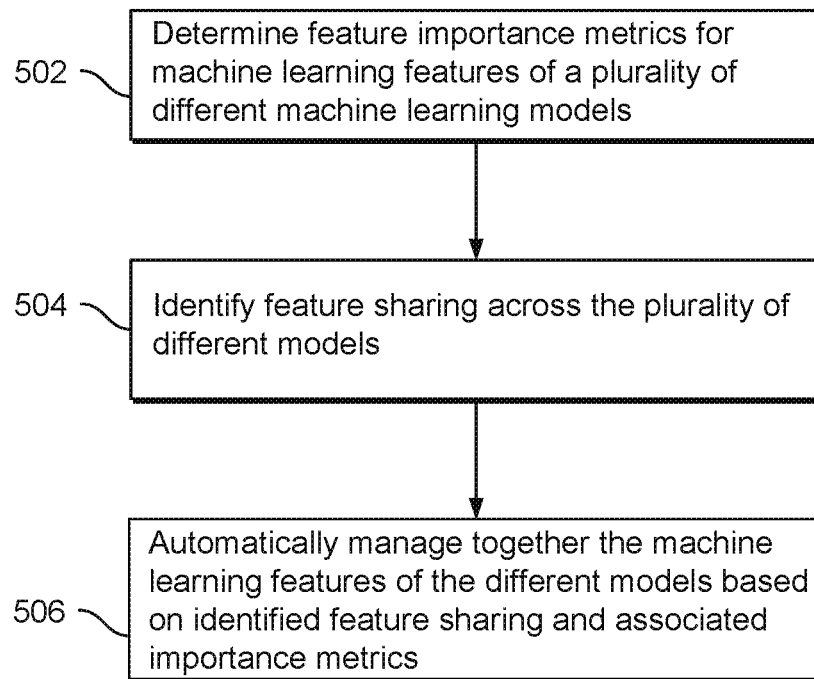 502
Determine feature importance metrics for
machine learning features of a plurality of
different machine learning models
504
Identify feature sharing across the plurality of
different models
506
Automatically manage together the machine
learning features of the different models based
on identified feature sharing and associated
importance metrics